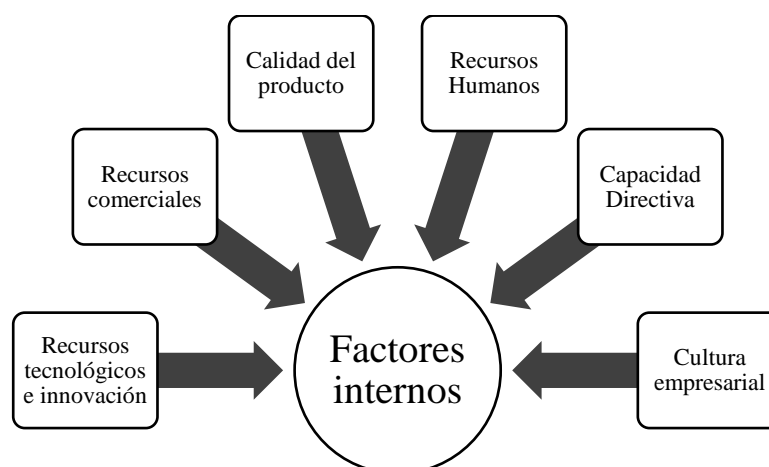 Calidad del
producto
Recursos
Humanos
Recursos
comerciales
Capacidad
Directiva
Recursos
tecnológicos
e innovación
Factores
internos
Cultura
empresarial